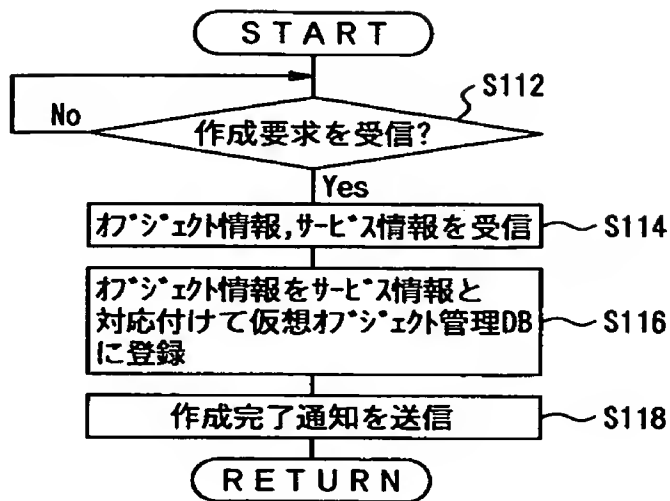 START
S112
No
作成要求を受信?
Yes
オブジェクト情報,サービス情報を受信
S114
オブジェクト情報をサービス情報と
対応付けて仮想オブジェクト管理DB
に登録
S116
作成完了通知を送信
S118
RETURN